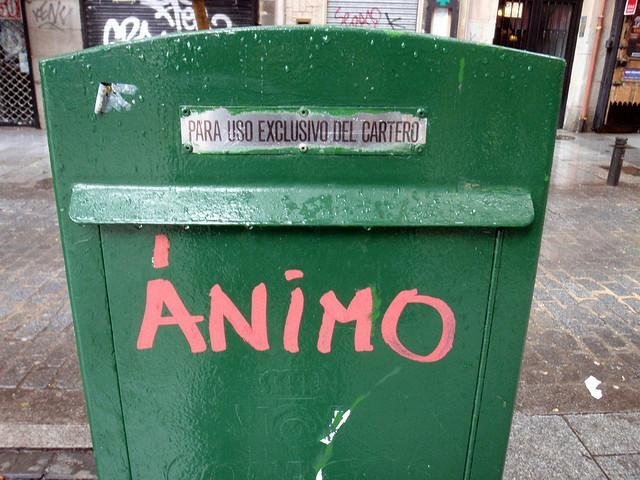 PARA USO EXCLUSIVO DEL CARTERO
ÁNiMO